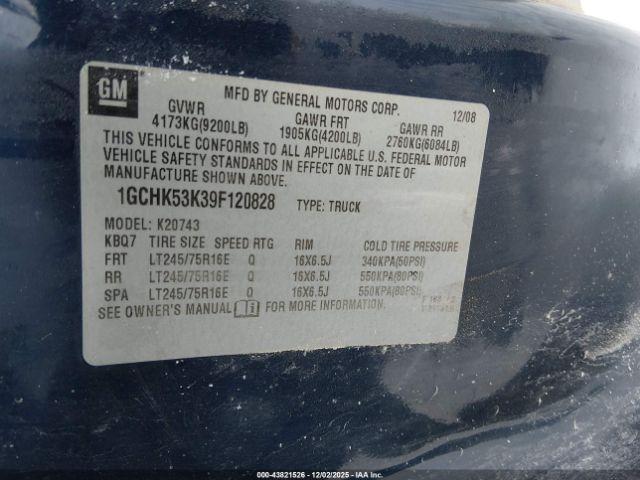 GM
MFD BY GENERAL MOTORS CORP. 12/08
GVWR GAWR FRT GAWR RR
4173KG(9200LB) 1905KG(4200LB) 2760KG(6084LB)
THIS VEHICLE CONFORMS TO ALL APPLICABLE U.S. FEDERAL MOTOR
VEHICLE SAFETY STANDARDS IN EFFECT ON THE DATE OF
MANUFACTURE SHOWN ABOVE.
1GCHK53K39F120828 TYPE: TRUCK
MODEL: K20743
KBQ7 TIRE SIZE SPEED RTG RIM COLD TIRE PRESSURE
FRT LT245/75R16E Q 16X6.5J 340KPA(50PSI)
RR LT245/75R16E Q 16X6.5J 550KPA(80PSI)
SPA LT245/75R16E Q 16X6.5J 550KPA(80PSI)
SEE OWNER'S MANUAL FOR MORE INFORMATION.
00-43821526 - 12/02/2025 - IAAI.COM